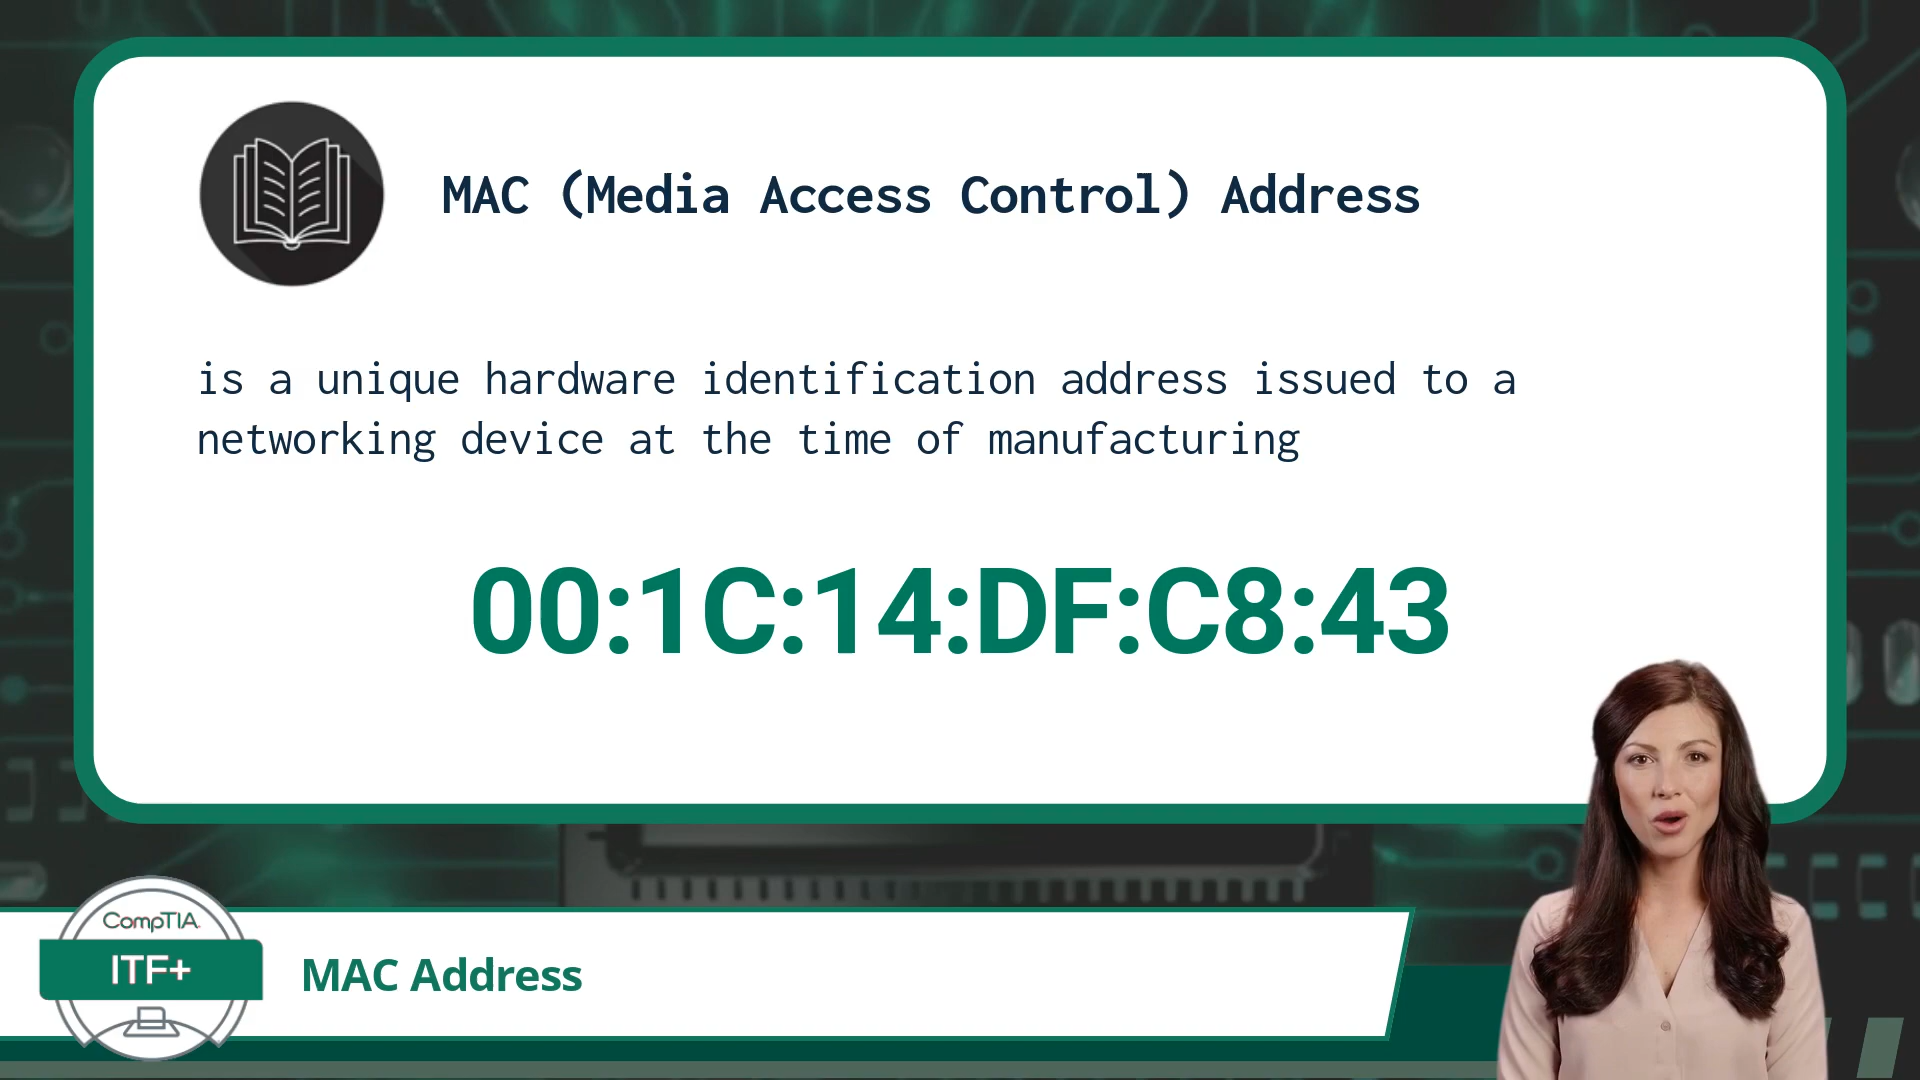 MAC (Media Access Control) Address
is a unique hardware identification address issued to a
networking device at the time of manufacturing
00:1C:14:DF:C8:43
CompTIA
ITF+
MAC Address